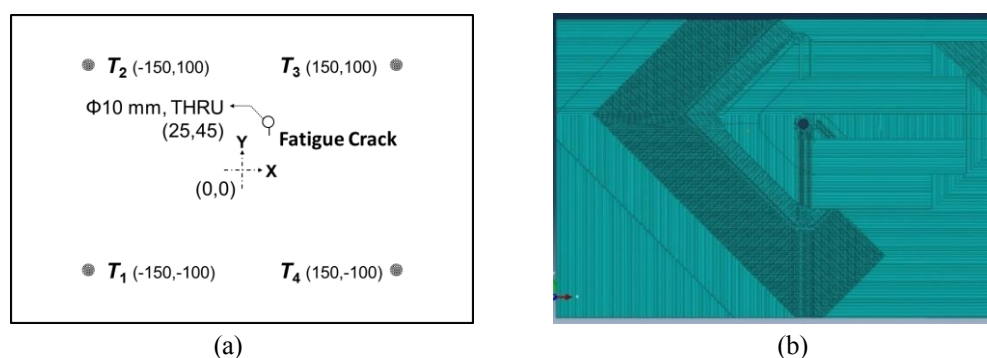 T2 (-150,100)
T3 (150,100)
Φ10 mm, THRU
(25,45)
Fatigue Crack
Y
X
(0,0)
T1 (-150,-100)
T4 (150,-100)
(a)
(b)